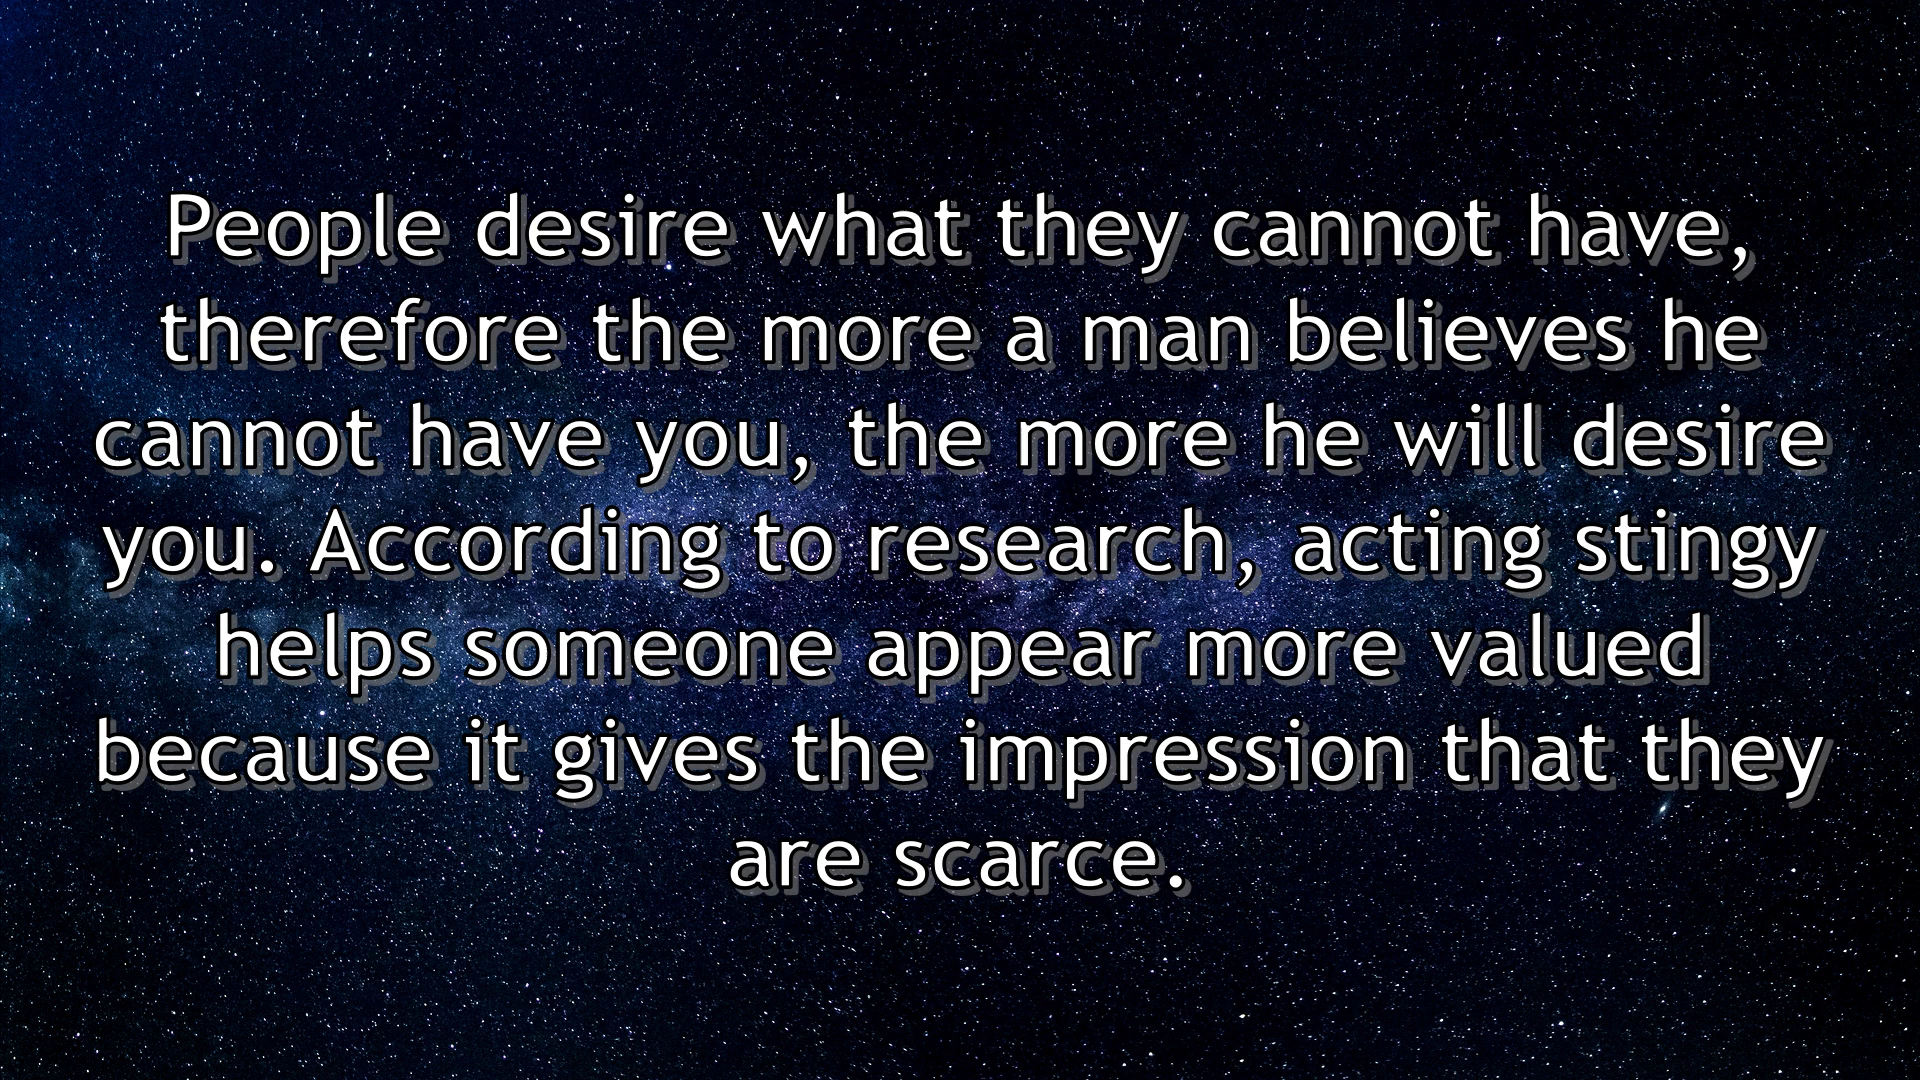 People desire what they cannot have,
therefore the more a man believes he
cannot have you, the more he will desire
you. According to research, acting stingy
helps someone appear more valued
because it gives the impression that they
are scarce.